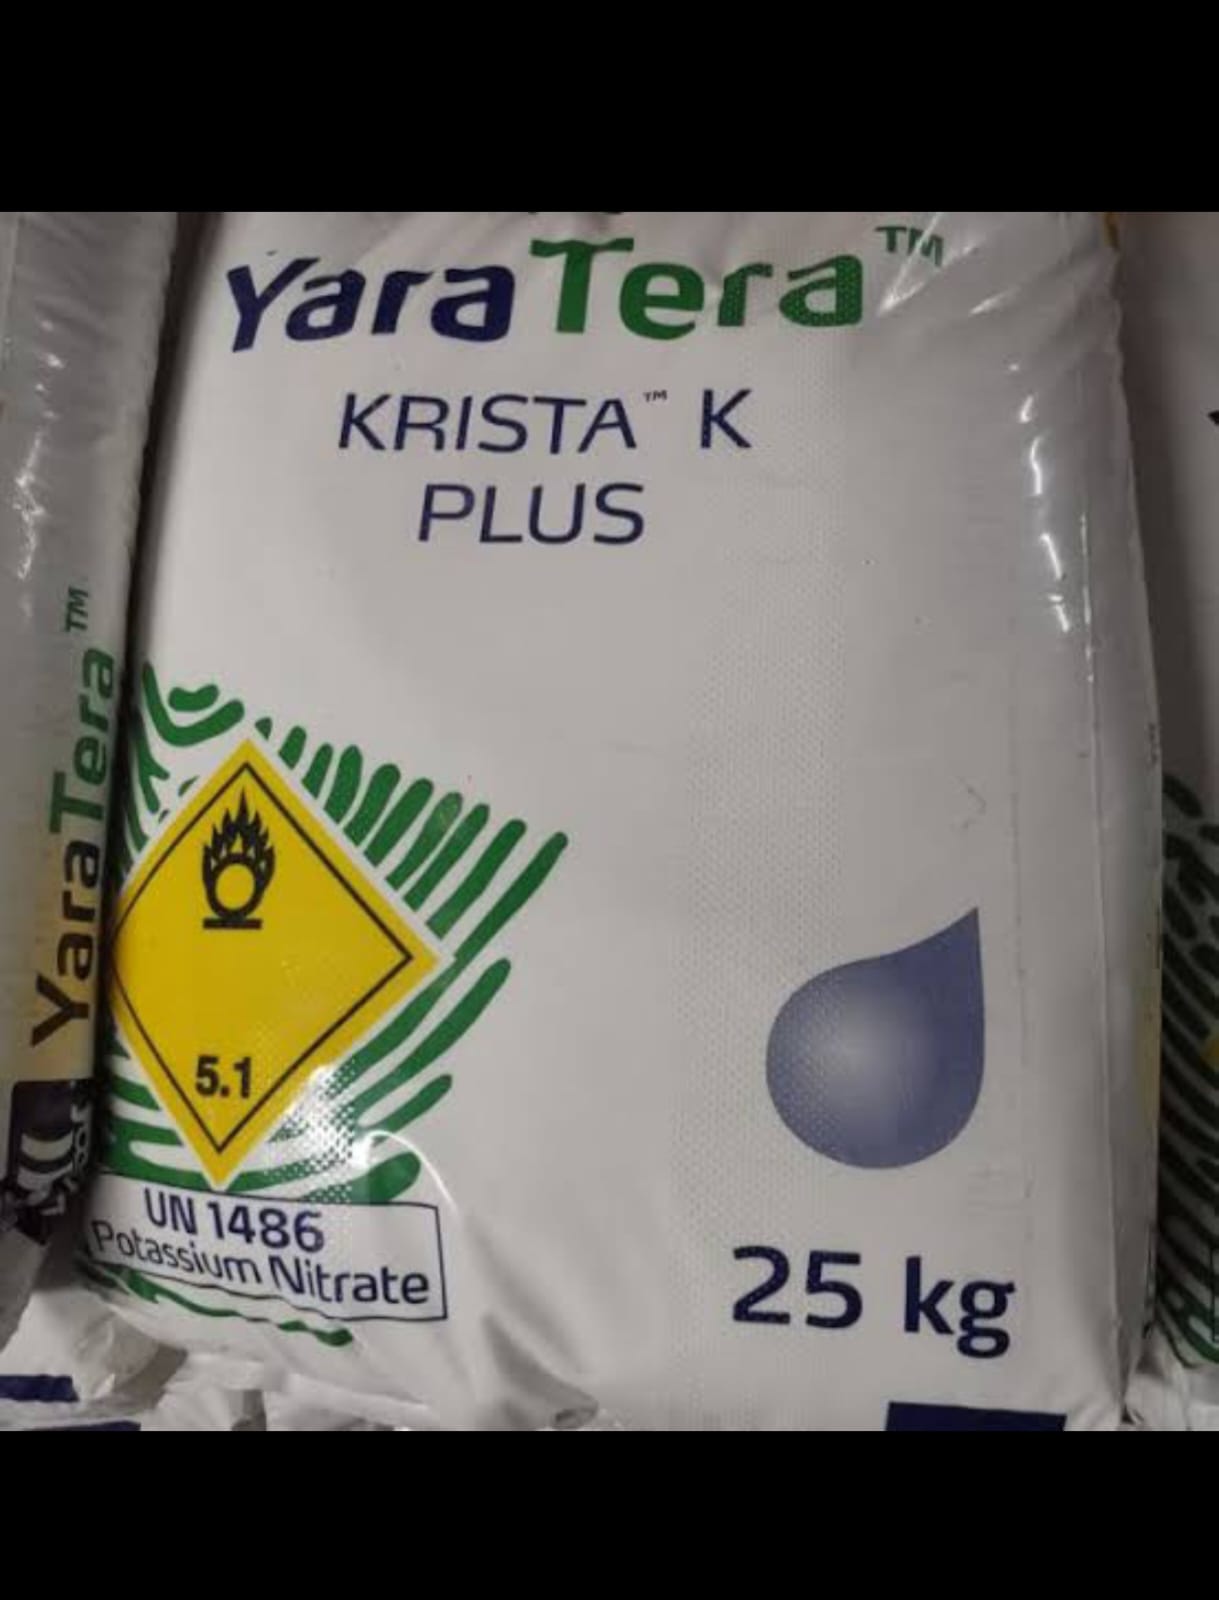 YaraTera™
KRISTA™ K
PLUS
YaraTera™
5.1
UN 1486
Potassium Nitrate
25 kg